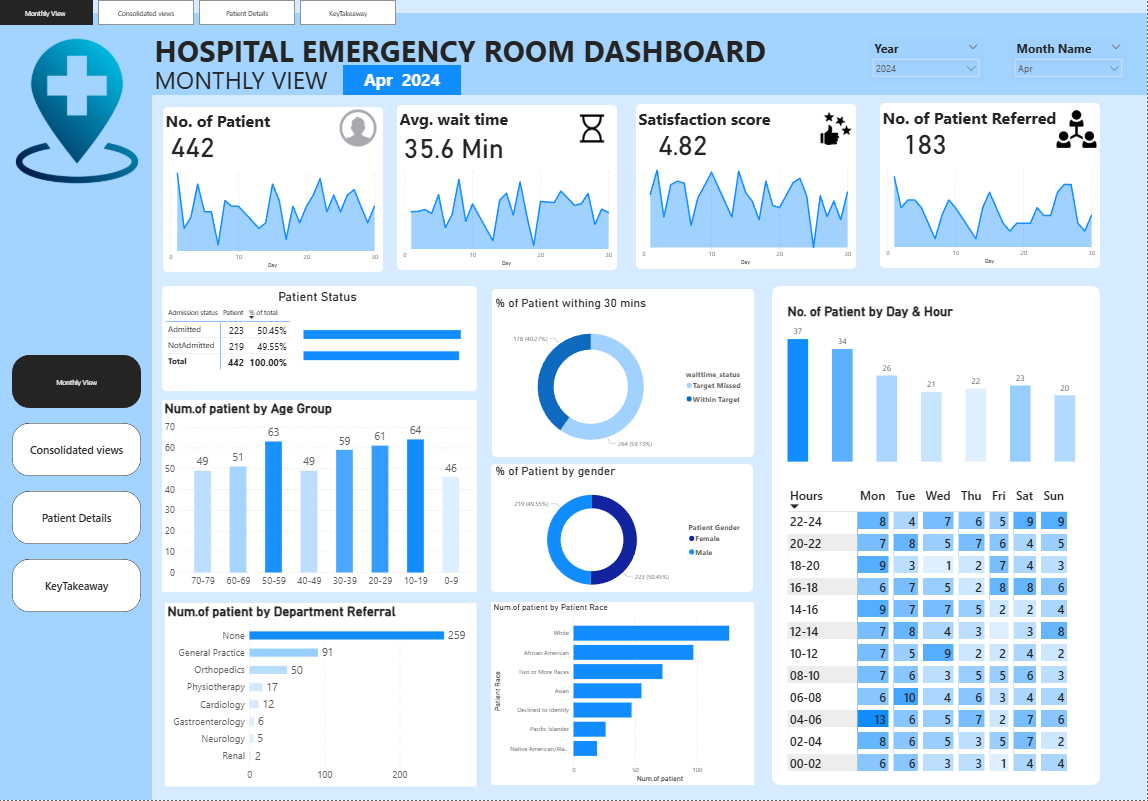 Monthly View
Consolidated views
Patient Details
KeyTakeaway
HOSPITAL EMERGENCY ROOM DASHBOARD
MONTHLY VIEW
Apr 2024
Year
2024
Month Name
Apr
No. of Patient
442
0 10 20 30
Day
Avg. wait time
35.6 Min
0 10 20 30
Day
Satisfaction score
4.82
0 10 20 30
Day
No. of Patient Referred
183
0 10 20 30
Day
Monthly View
Consolidated views
Patient Details
KeyTakeaway
Patient Status
Admission status Patient % of total
Admitted 223 50.45%
NotAdmitted 219 49.55%
Total 442 100.00%
Num.of patient by Age Group
70
60
50
40
30
20
10
0
49 51 63 49 59 61 64 46
70-79 60-69 50-59 40-49 30-39 20-29 10-19 0-9
Num.of patient by Department Referral
None 259
General Practice 91
Orthopedics 50
Physiotherapy 17
Cardiology 12
Gastroenterology 6
Neurology 5
Renal 2
0 100 200
% of Patient withing 30 mins
178 (40.27%)
264 (59.73%)
waittime_status
Target Missed
Within Target
% of Patient by gender
219 (49.55%)
223 (50.45%)
Patient Gender
Female
Male
Num.of patient by Patient Race
Patient Race
White
African American
Two or More Races
Asian
Declined to Identify
Pacific Islander
Native American/Ala...
0 50 100
Num.of patient
No. of Patient by Day & Hour
37 34 26 21 22 23 20
Hours Mon Tue Wed Thu Fri Sat Sun
22-24 8 4 7 6 5 9 9
20-22 7 8 5 7 6 4 5
18-20 9 3 1 2 7 4 3
16-18 6 7 5 2 8 8 6
14-16 9 7 7 5 2 2 4
12-14 7 8 4 3 3 8
10-12 7 5 9 2 2 4 2
08-10 7 6 3 5 5 6 3
06-08 6 10 4 6 3 4 4
04-06 13 6 5 7 2 7 6
02-04 8 6 5 3 5 7 2
00-02 6 6 3 3 1 4 4